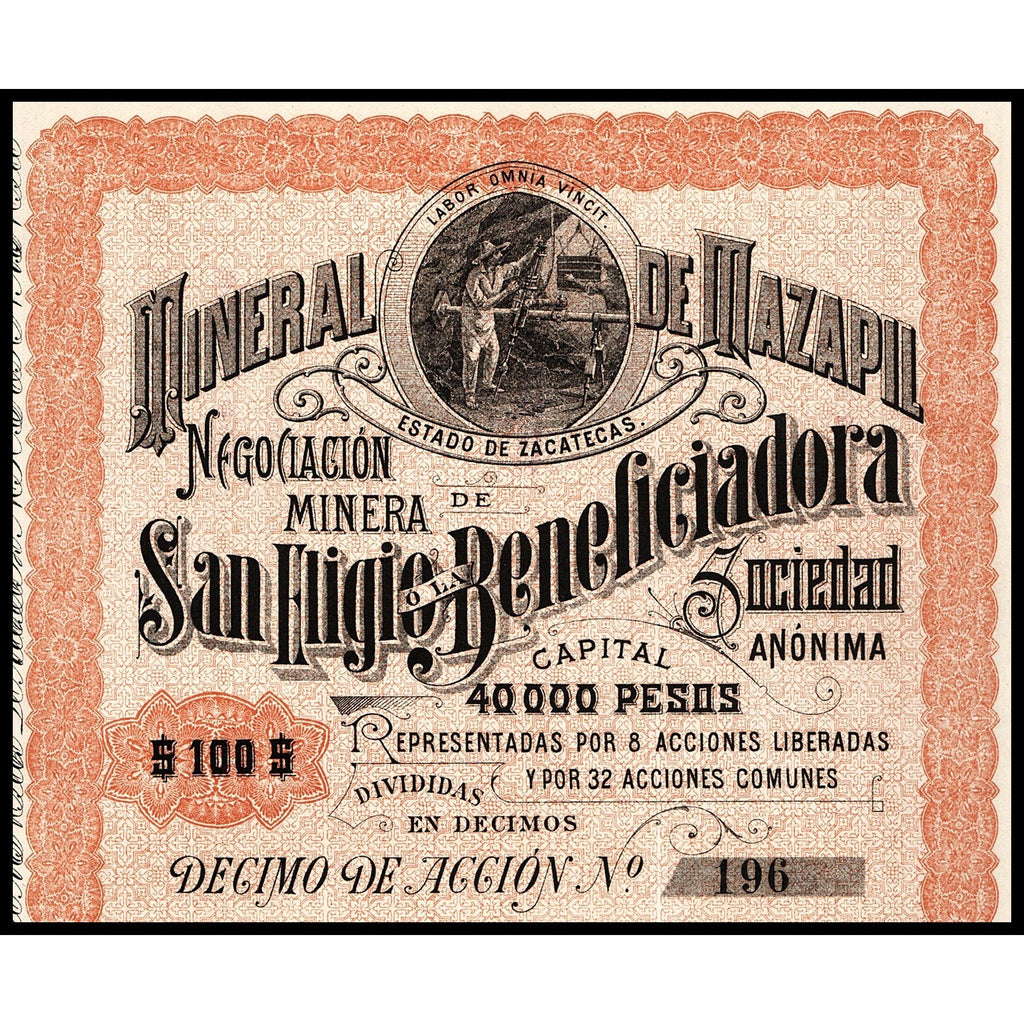 LABOR OMNIA VINCIT.
MINERAL DE MAZAPIL
ESTADO DE ZACATECAS.
NEGOCIACIÓN
MINERA DE
San Eligio O LA Beneficiadora
Sociedad
ANÓNIMA
CAPITAL
40000 PESOS
REPRESENTADAS POR 8 ACCIONES LIBERADAS
Y POR 32 ACCIONES COMUNES
DIVIDIDAS
EN DECIMOS
$ 100 $
DECIMO DE ACCIÓN Nº 196